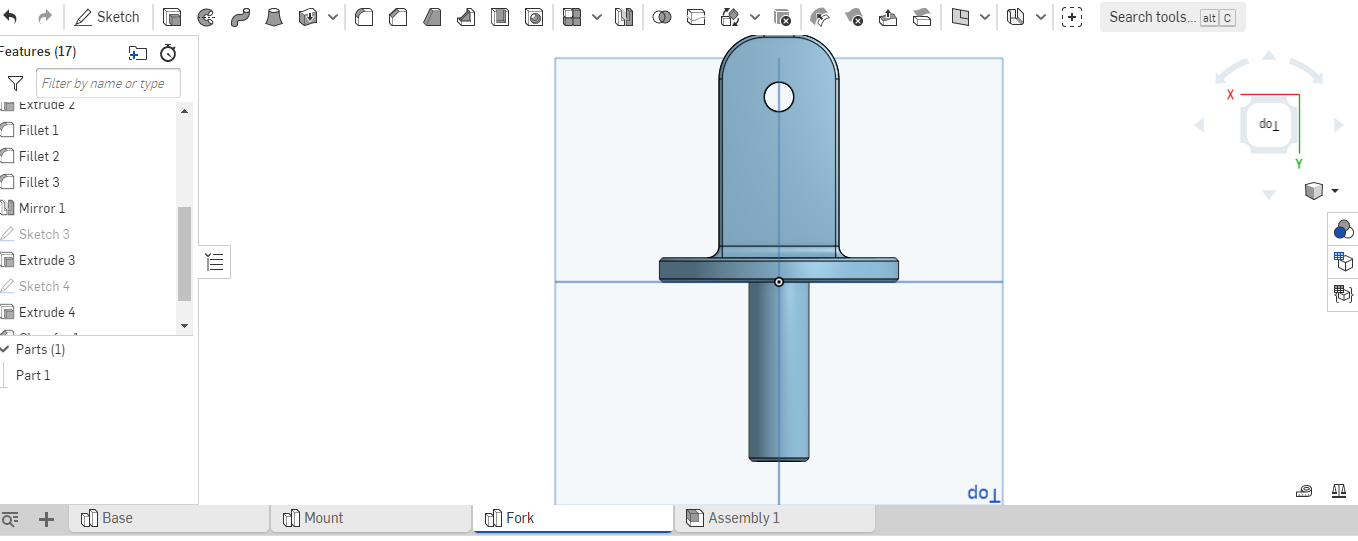 Sketch
Search tools... alt C
Features (17)
Filter by name or type
Extrude 2
Fillet 1
Fillet 2
Fillet 3
Mirror 1
Sketch 3
Extrude 3
Sketch 4
Extrude 4
Parts (1)
Part 1
X
Top
Y
Top
Base
Mount
Fork
Assembly 1